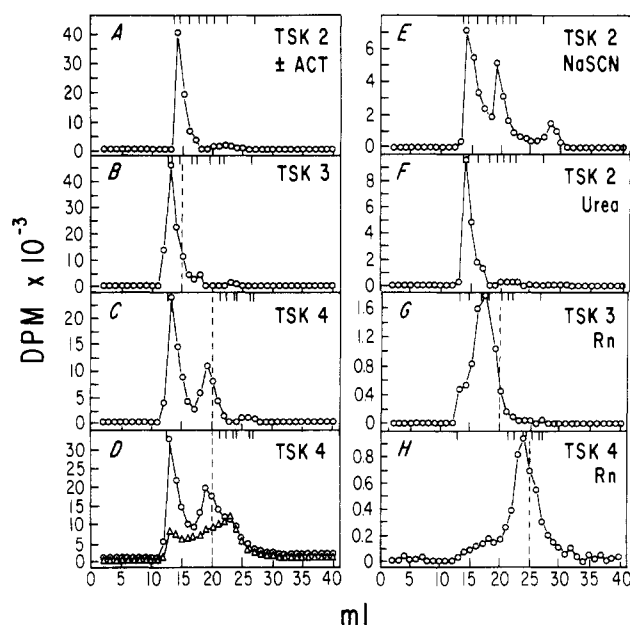 DPM x 10⁻³
A
TSK 2
± ACT
40
30
20
10
0
B
TSK 3
40
30
20
10
0
C
TSK 4
20
15
10
5
0
D
TSK 4
30
25
20
15
10
5
0
0 5 10 15 20 25 30 35 40
E
TSK 2
NaSCN
6
4
2
0
F
TSK 2
Urea
8
6
4
2
0
G
TSK 3
Rn
1.6
1.2
0.8
0.4
0
H
TSK 4
Rn
0.8
0.6
0.4
0.2
0
0 5 10 15 20 25 30 35 40
ml